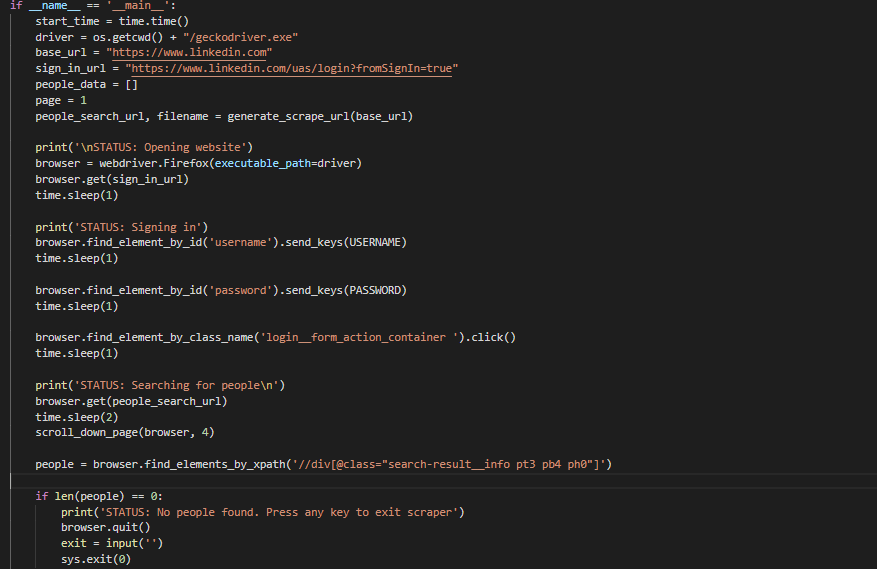 if __name__ == '__main__':
start_time = time.time()
driver = os.getcwd() + "/geckodriver.exe"
base_url = "https://www.linkedin.com"
sign_in_url = "https://www.linkedin.com/uas/login?fromSignIn=true"
people_data = []
page = 1
people_search_url, filename = generate_scrape_url(base_url)
print('\nSTATUS: Opening website')
browser = webdriver.Firefox(executable_path=driver)
browser.get(sign_in_url)
time.sleep(1)
print('STATUS: Signing in')
browser.find_element_by_id('username').send_keys(USERNAME)
time.sleep(1)
browser.find_element_by_id('password').send_keys(PASSWORD)
time.sleep(1)
browser.find_element_by_class_name('login__form_action_container ').click()
time.sleep(1)
print('STATUS: Searching for people\n')
browser.get(people_search_url)
time.sleep(2)
scroll_down_page(browser, 4)
people = browser.find_elements_by_xpath('//div[@class="search-result__info pt3 pb4 ph0"]')
if len(people) == 0:
print('STATUS: No people found. Press any key to exit scraper')
browser.quit()
exit = input('')
sys.exit(0)